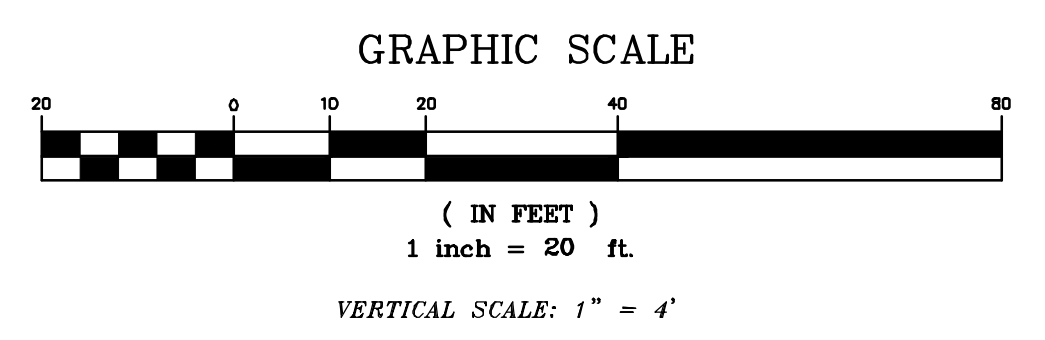 GRAPHIC SCALE
20 0 10 20 40 80
( IN FEET )
1 inch = 20 ft.
VERTICAL SCALE: 1" = 4'